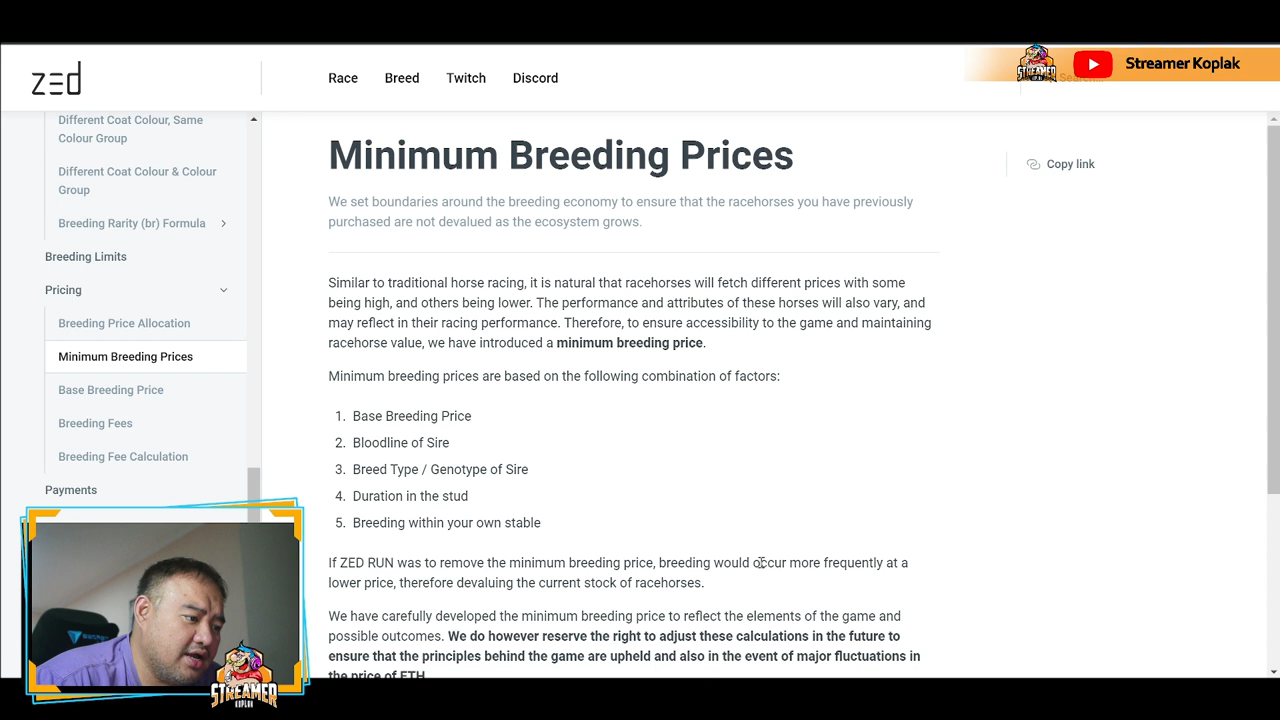 zed
Race
Breed
Twitch
Discord
Streamer Koplak
Different Coat Colour, Same
Colour Group
Different Coat Colour & Colour
Group
Breeding Rarity (br) Formula
Breeding Limits
Pricing
Breeding Price Allocation
Minimum Breeding Prices
Base Breeding Price
Breeding Fees
Breeding Fee Calculation
Payments
Minimum Breeding Prices
Copy link
We set boundaries around the breeding economy to ensure that the racehorses you have previously
purchased are not devalued as the ecosystem grows.
Similar to traditional horse racing, it is natural that racehorses will fetch different prices with some
being high, and others being lower. The performance and attributes of these horses will also vary, and
may reflect in their racing performance. Therefore, to ensure accessibility to the game and maintaining
racehorse value, we have introduced a minimum breeding price.
Minimum breeding prices are based on the following combination of factors:
1. Base Breeding Price
2. Bloodline of Sire
3. Breed Type / Genotype of Sire
4. Duration in the stud
5. Breeding within your own stable
If ZED RUN was to remove the minimum breeding price, breeding would occur more frequently at a
lower price, therefore devaluing the current stock of racehorses.
We have carefully developed the minimum breeding price to reflect the elements of the game and
possible outcomes. We do however reserve the right to adjust these calculations in the future to
ensure that the principles behind the game are upheld and also in the event of major fluctuations in
the price of ETH
STREAMER
KOPLAK